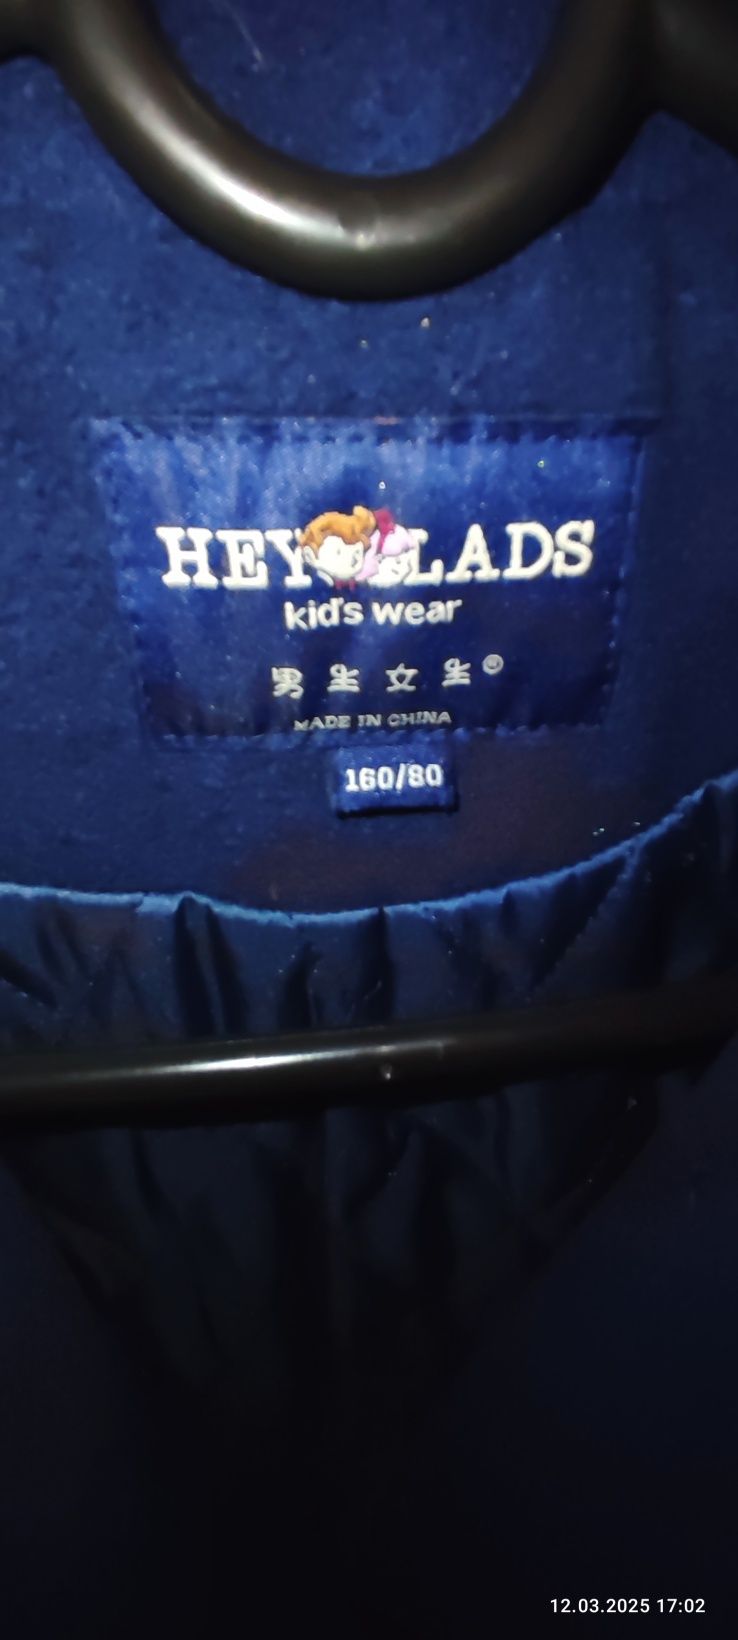 HEY LADS
kid's wear
男生女生®
MADE IN CHINA
160/80
12.03.2025 17:02